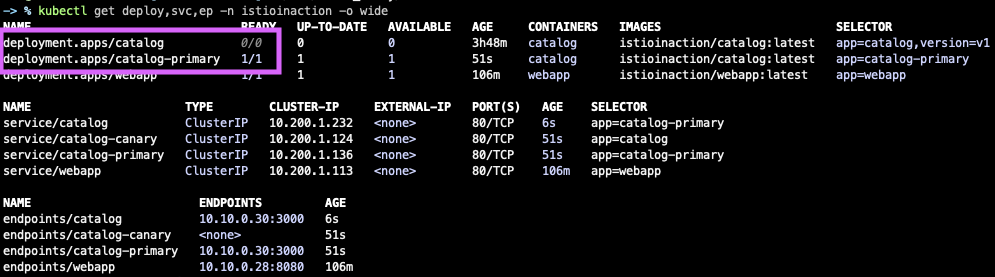 -> % kubectl get deploy,svc,ep -n istioinaction -o wide
NAME READY UP-TO-DATE AVAILABLE AGE CONTAINERS IMAGES SELECTOR
deployment.apps/catalog 0/0 0 0 3h48m catalog istioinaction/catalog:latest app=catalog,version=v1
deployment.apps/catalog-primary 1/1 1 1 51s catalog istioinaction/catalog:latest app=catalog-primary
deployment.apps/webapp 1/1 1 1 106m webapp istioinaction/webapp:latest app=webapp
NAME TYPE CLUSTER-IP EXTERNAL-IP PORT(S) AGE SELECTOR
service/catalog ClusterIP 10.200.1.232 <none> 80/TCP 6s app=catalog-primary
service/catalog-canary ClusterIP 10.200.1.124 <none> 80/TCP 51s app=catalog
service/catalog-primary ClusterIP 10.200.1.136 <none> 80/TCP 51s app=catalog-primary
service/webapp ClusterIP 10.200.1.113 <none> 80/TCP 106m app=webapp
NAME ENDPOINTS AGE
endpoints/catalog 10.10.0.30:3000 6s
endpoints/catalog-canary <none> 51s
endpoints/catalog-primary 10.10.0.30:3000 51s
endpoints/webapp 10.10.0.28:8080 106m